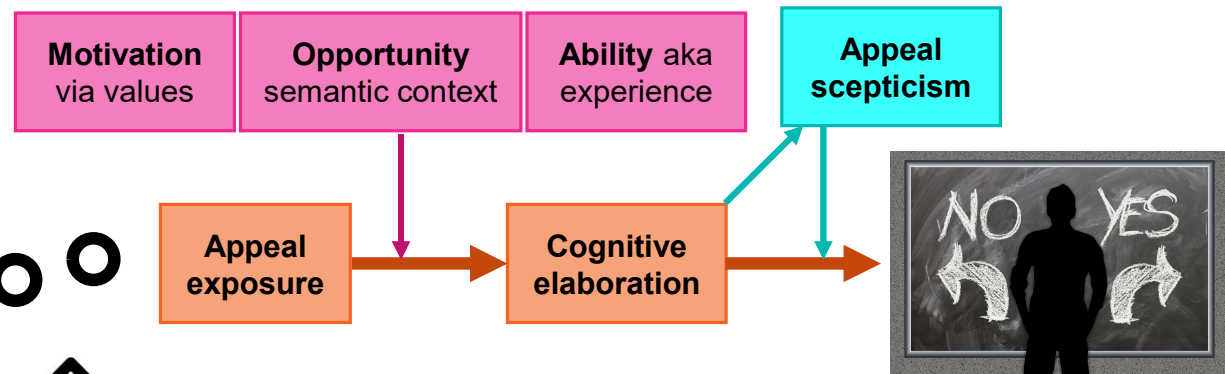 Motivation
via values
Opportunity
semantic context
Ability aka
experience
Appeal
scepticism
Appeal
exposure
Cognitive
elaboration
NO YES